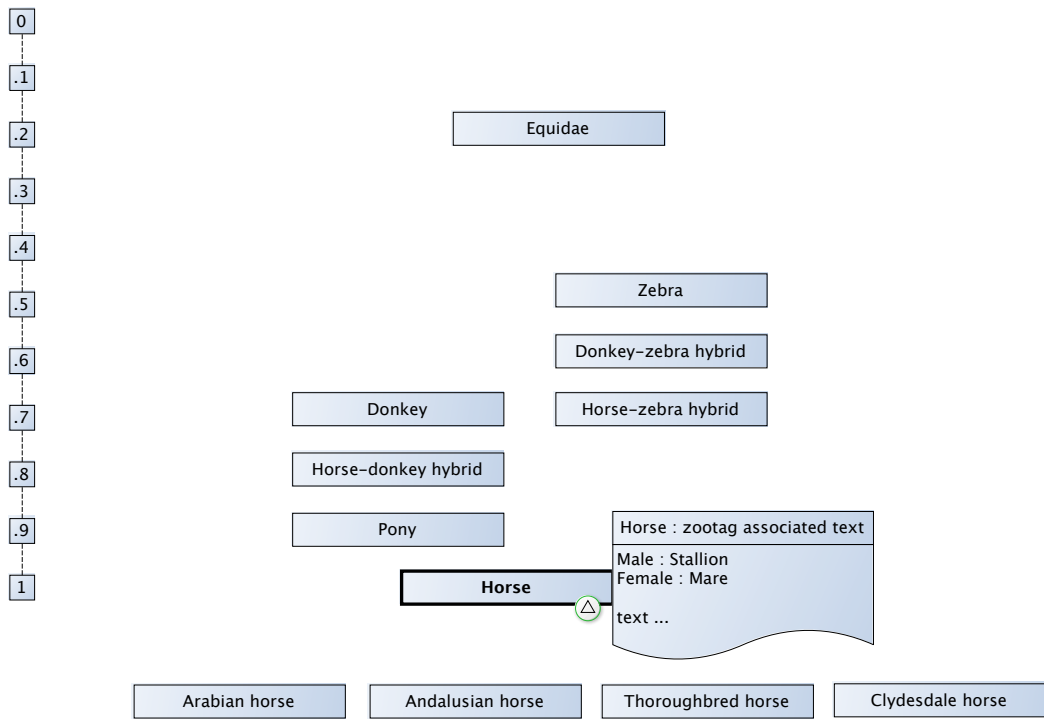 0
.1
Equidae
.2
.3
.4
Zebra
.5
Donkey-zebra hybrid
.6
Donkey
Horse-zebra hybrid
.7
Horse-donkey hybrid
.8
Pony
.9
Horse : zootag associated text
Male : Stallion
Female : Mare
text ...
Horse
1
Arabian horse
Andalusian horse
Thoroughbred horse
Clydesdale horse